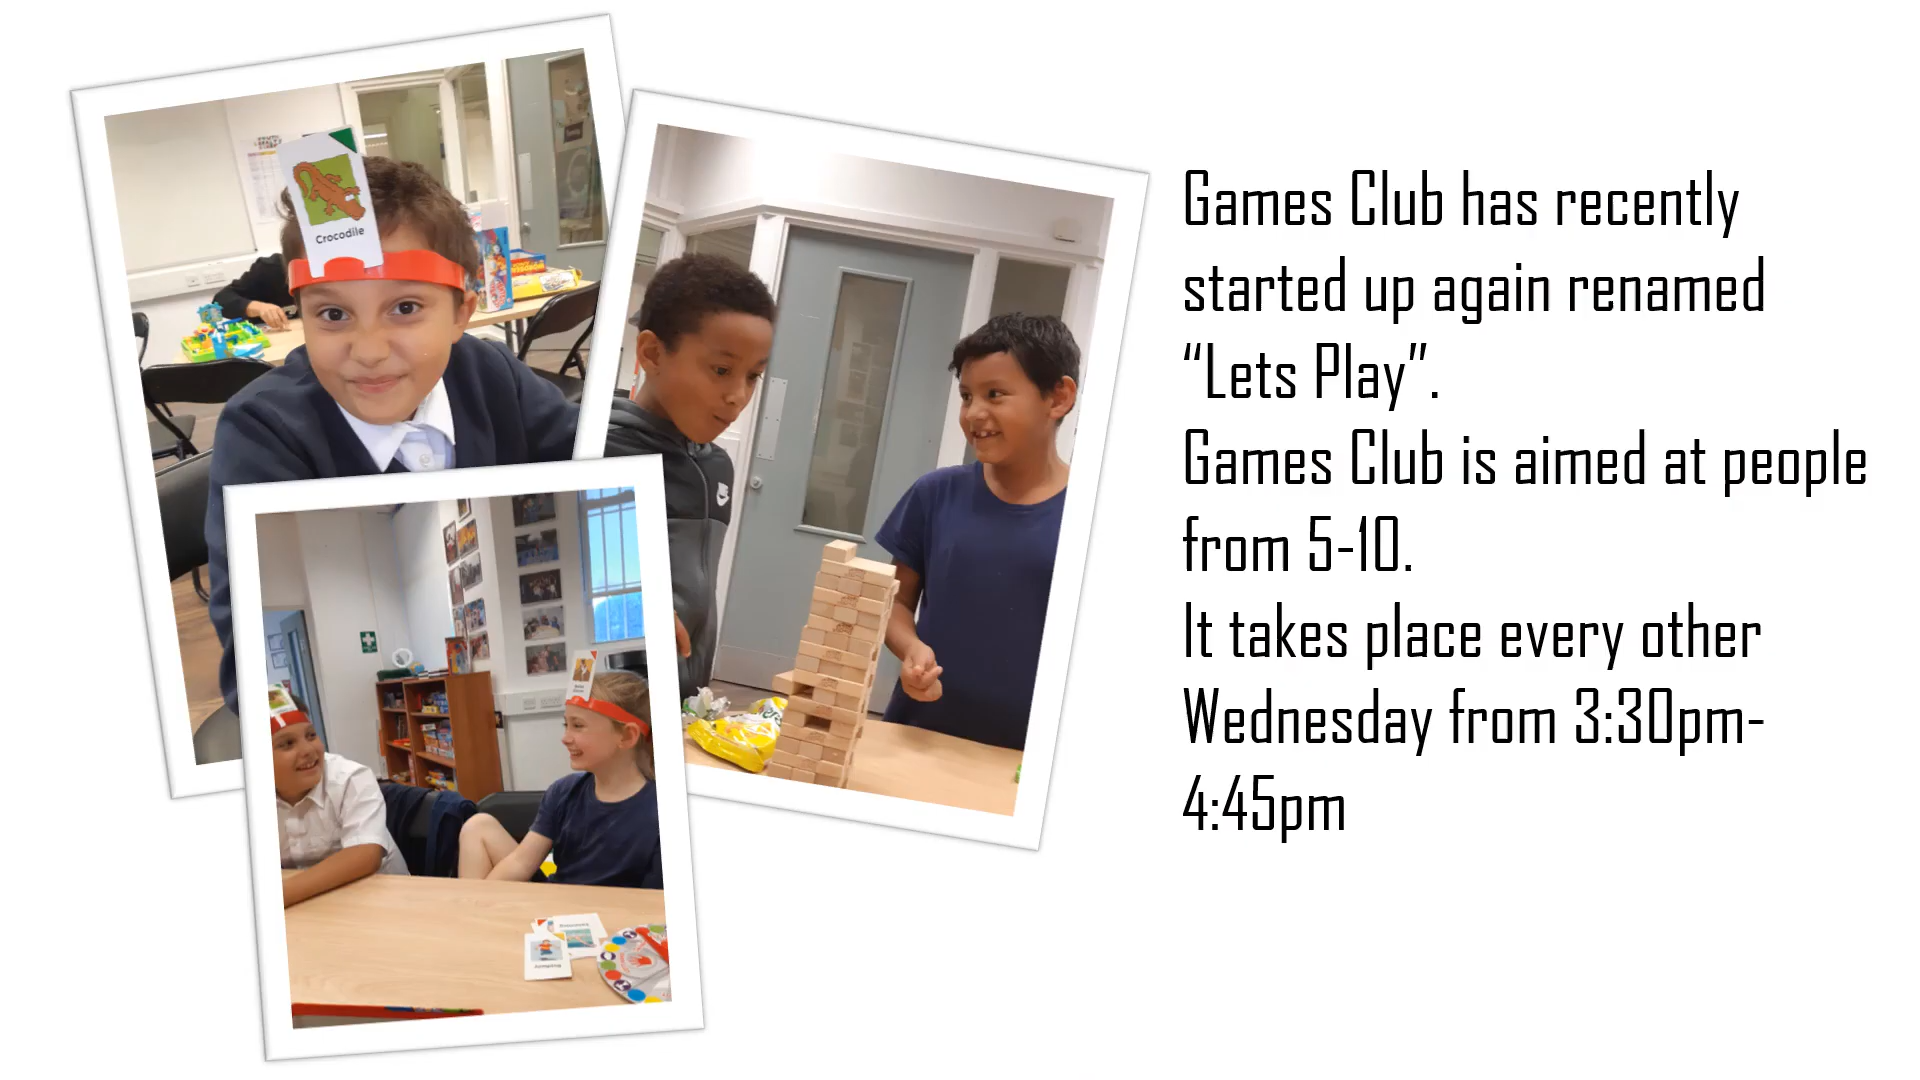 Games Club has recently
started up again renamed
“Lets Play”.
Games Club is aimed at people
from 5-10.
It takes place every other
Wednesday from 3:30pm-
4:45pm
Crocodile
Jumping